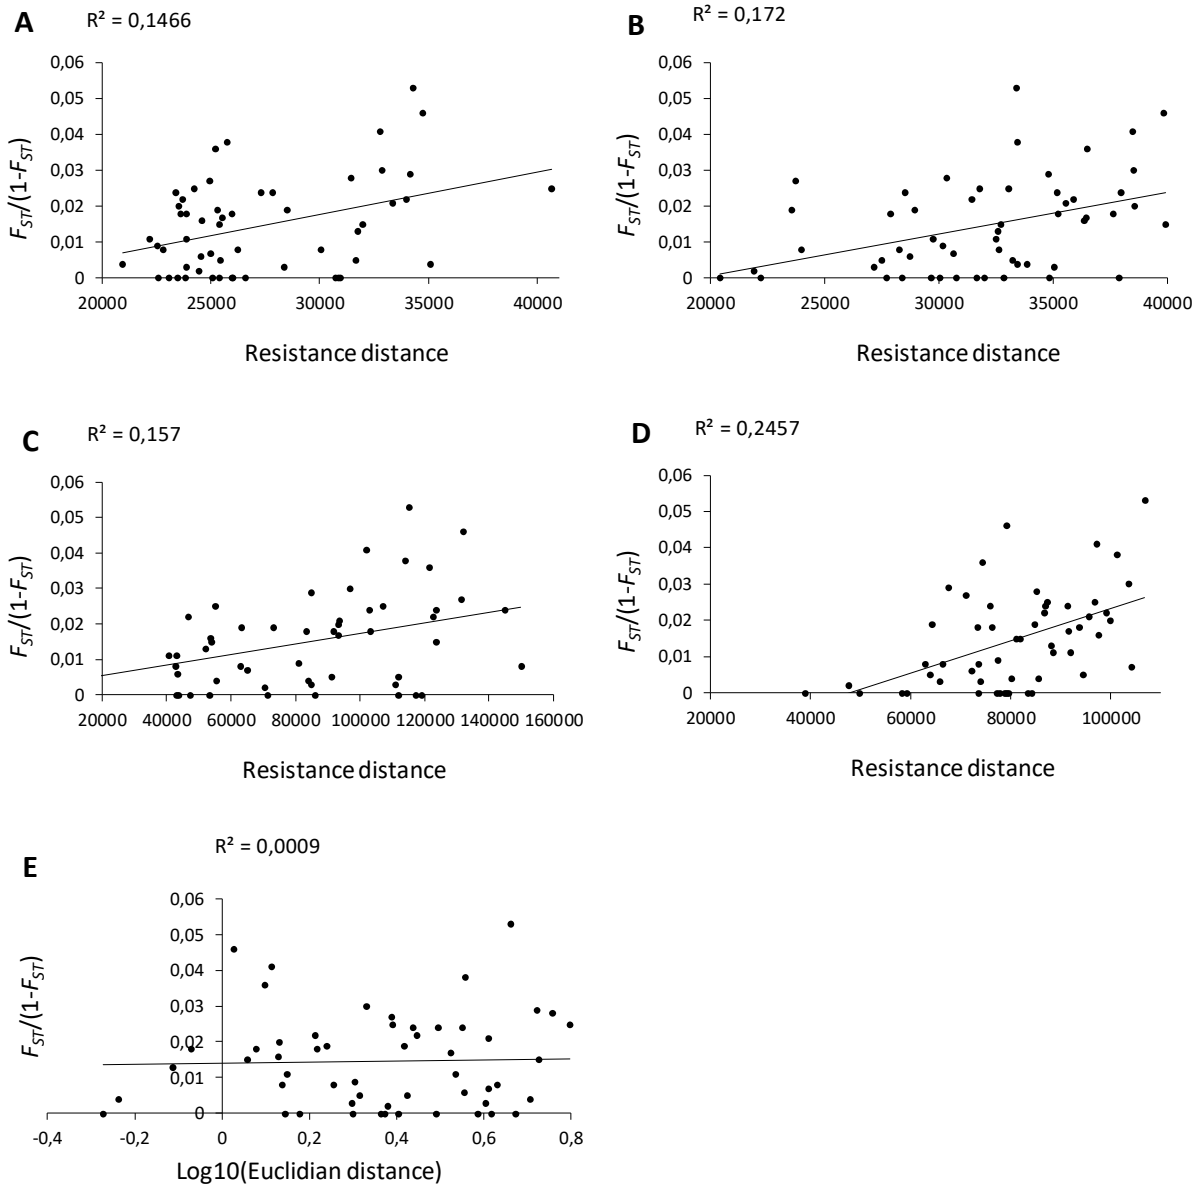 A
R² = 0,1466
0,06
0,05
0,04
0,03
0,02
0,01
0
20000 25000 30000 35000 40000
F_ST/(1-F_ST)
Resistance distance
B
R² = 0,172
0,06
0,05
0,04
0,03
0,02
0,01
0
20000 25000 30000 35000 40000
F_ST/(1-F_ST)
Resistance distance
C
R² = 0,157
0,06
0,05
0,04
0,03
0,02
0,01
0
20000 40000 60000 80000 100000 120000 140000 160000
F_ST/(1-F_ST)
Resistance distance
D
R² = 0,2457
0,06
0,05
0,04
0,03
0,02
0,01
0
20000 40000 60000 80000 100000
F_ST/(1-F_ST)
Resistance distance
E
R² = 0,0009
0,06
0,05
0,04
0,03
0,02
0,01
0
-0,4 -0,2 0 0,2 0,4 0,6 0,8
F_ST/(1-F_ST)
Log10(Euclidian distance)